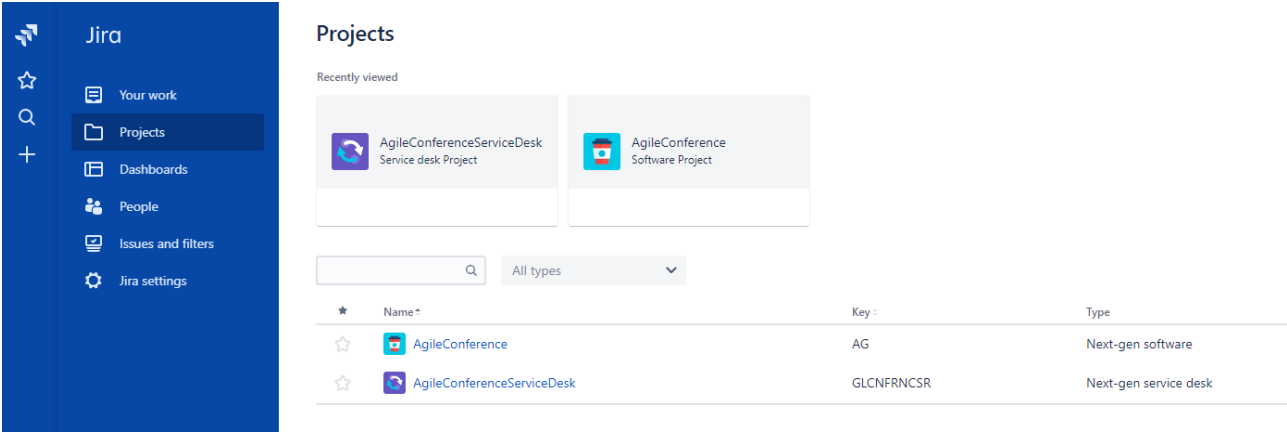 Jira
Your work
Projects
Dashboards
People
Issues and filters
Jira settings
Projects
Recently viewed
AgileConferenceServiceDesk
Service desk Project
AgileConference
Software Project
All types
Name Key Type
AgileConference AG Next-gen software
AgileConferenceServiceDesk GLCNFRNCSR Next-gen service desk